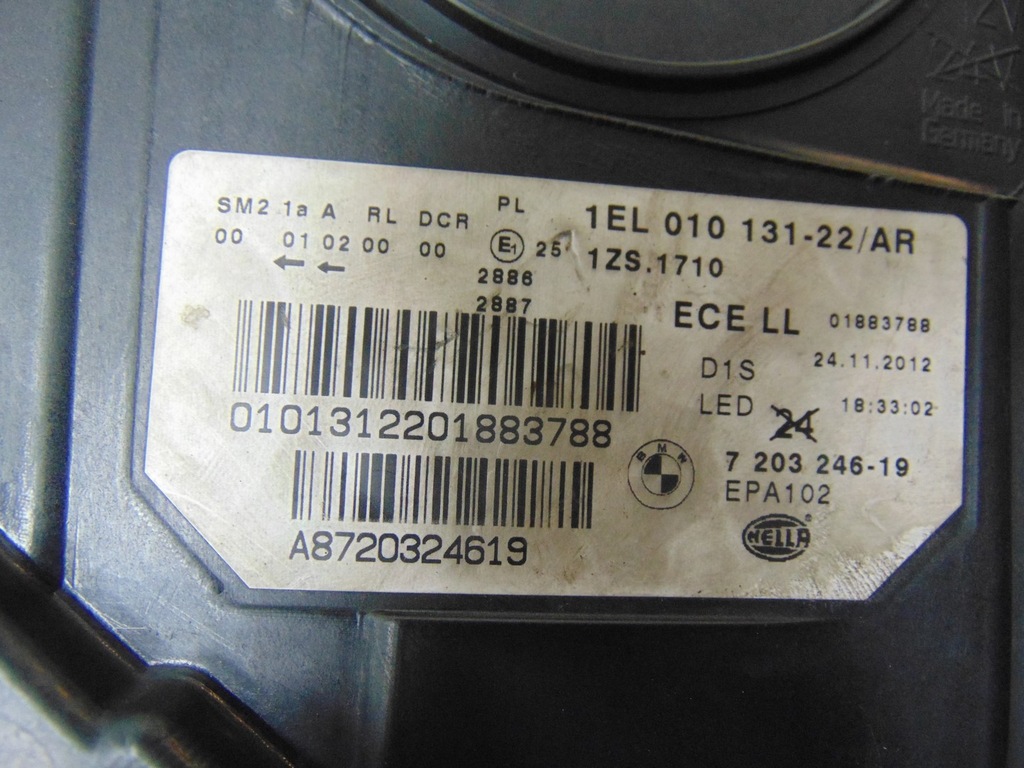 Made in
Germany
SM2 1a A RL DCR PL
00 01 02 00 00 E1 25
2886
2887
1EL 010 131-22/AR
1ZS.1710
ECE LL 01883788
D1S 24.11.2012
LED 24 18:33:02
0101312201883788
BMW
7 203 246-19
EPA102
A8720324619
HELLA